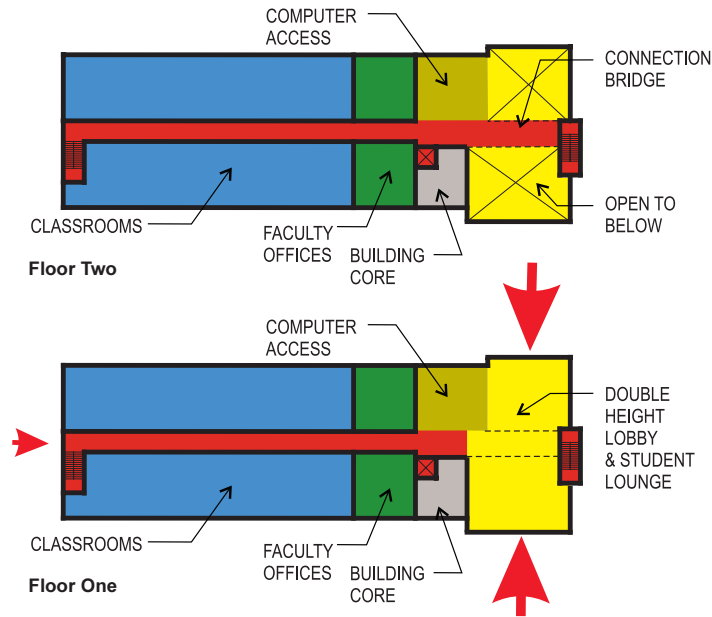 COMPUTER
ACCESS
CONNECTION
BRIDGE
CLASSROOMS
FACULTY
OFFICES
BUILDING
CORE
OPEN TO
BELOW
Floor Two
COMPUTER
ACCESS
DOUBLE
HEIGHT
LOBBY
& STUDENT
LOUNGE
CLASSROOMS
FACULTY
OFFICES
BUILDING
CORE
Floor One